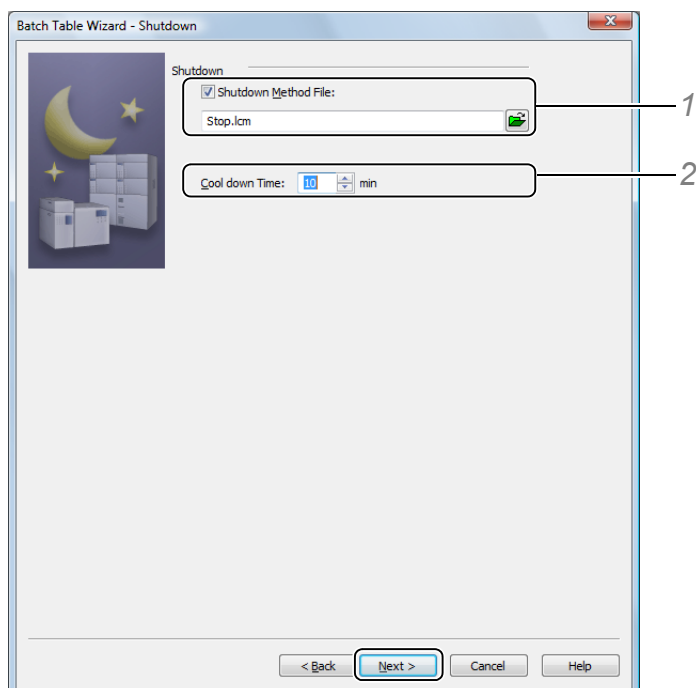 Batch Table Wizard - Shutdown
Shutdown
Shutdown Method File:
1
Stop.lcm
Cool down Time: 10 min
2
< Back Next > Cancel Help